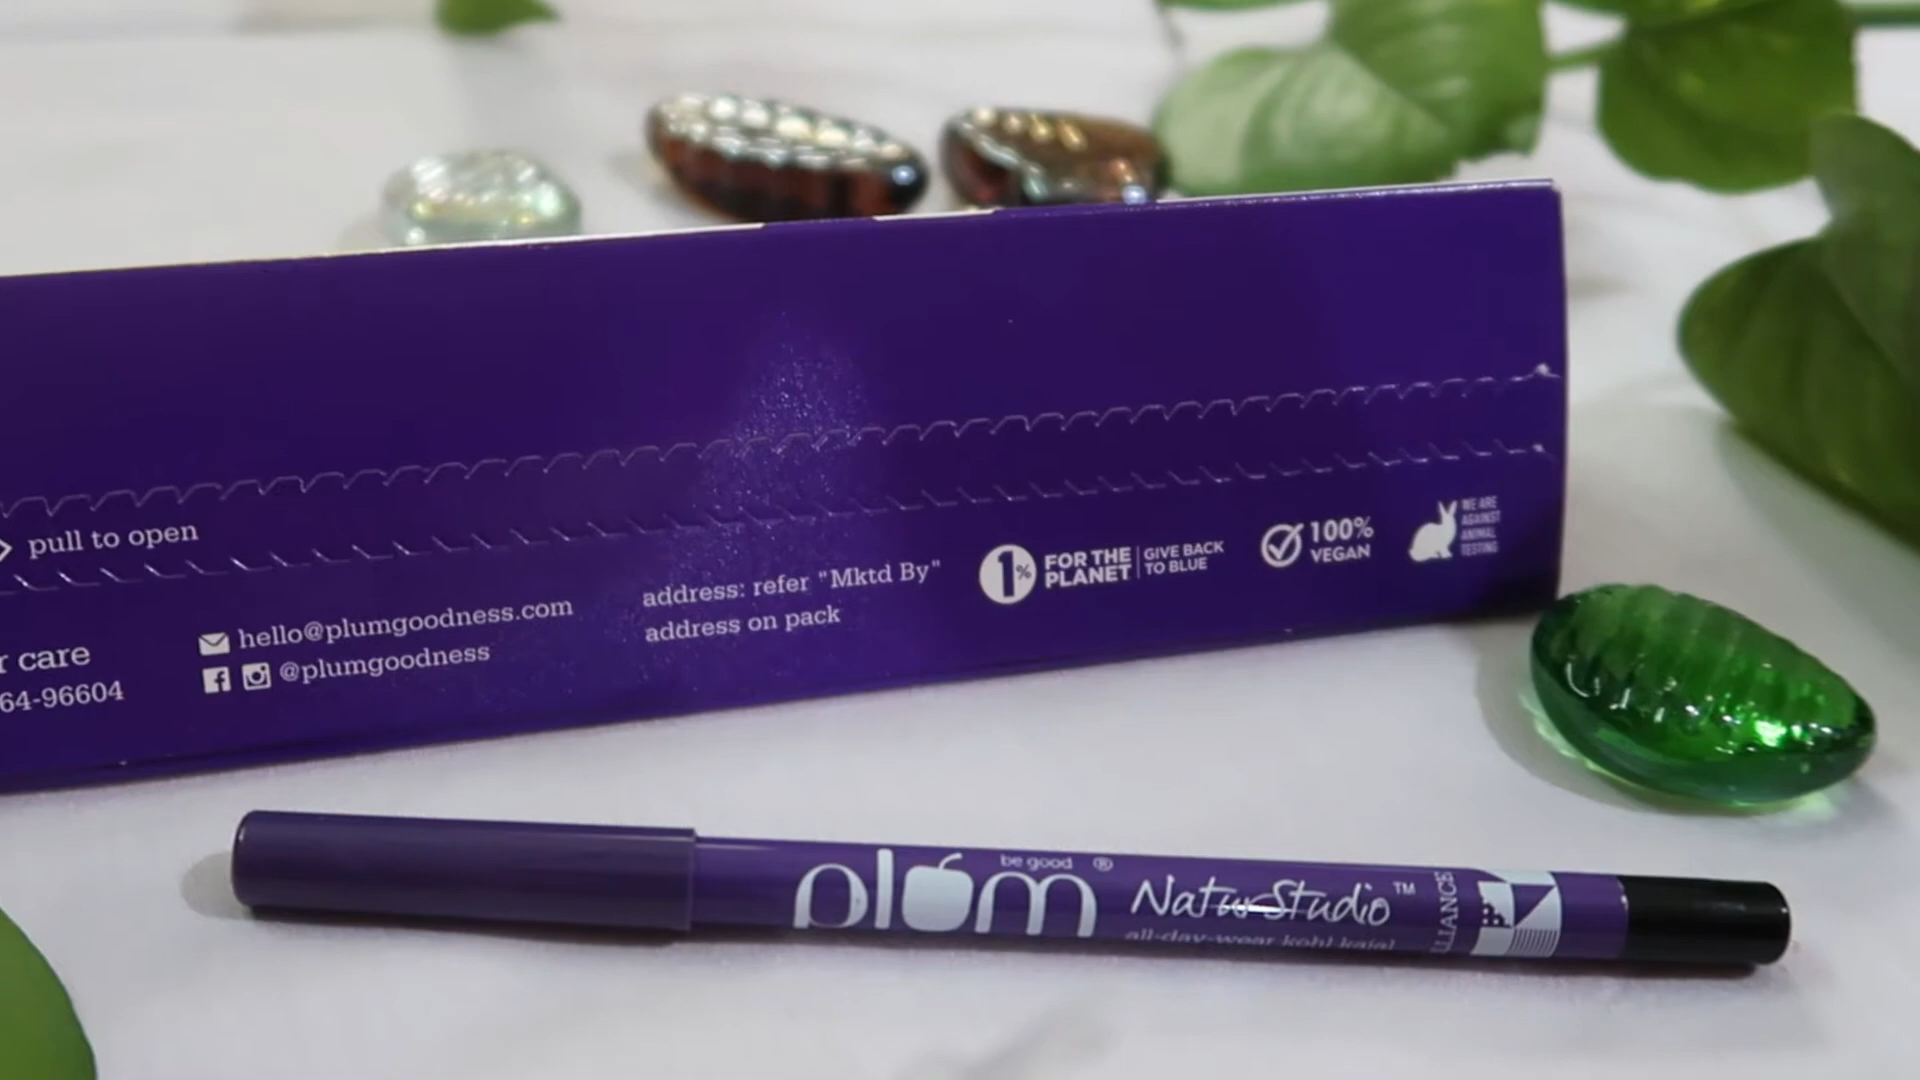 pull to open
r care
64-96604
hello@plumgoodness.com
@plumgoodness
address: refer "Mktd By"
address on pack
1% FOR THE PLANET | GIVE BACK TO BLUE
100% VEGAN
WE ARE AGAINST ANIMAL TESTING
plum be good ®
NaturStudio™
all-day-wear kohl kajal
LLIANCE